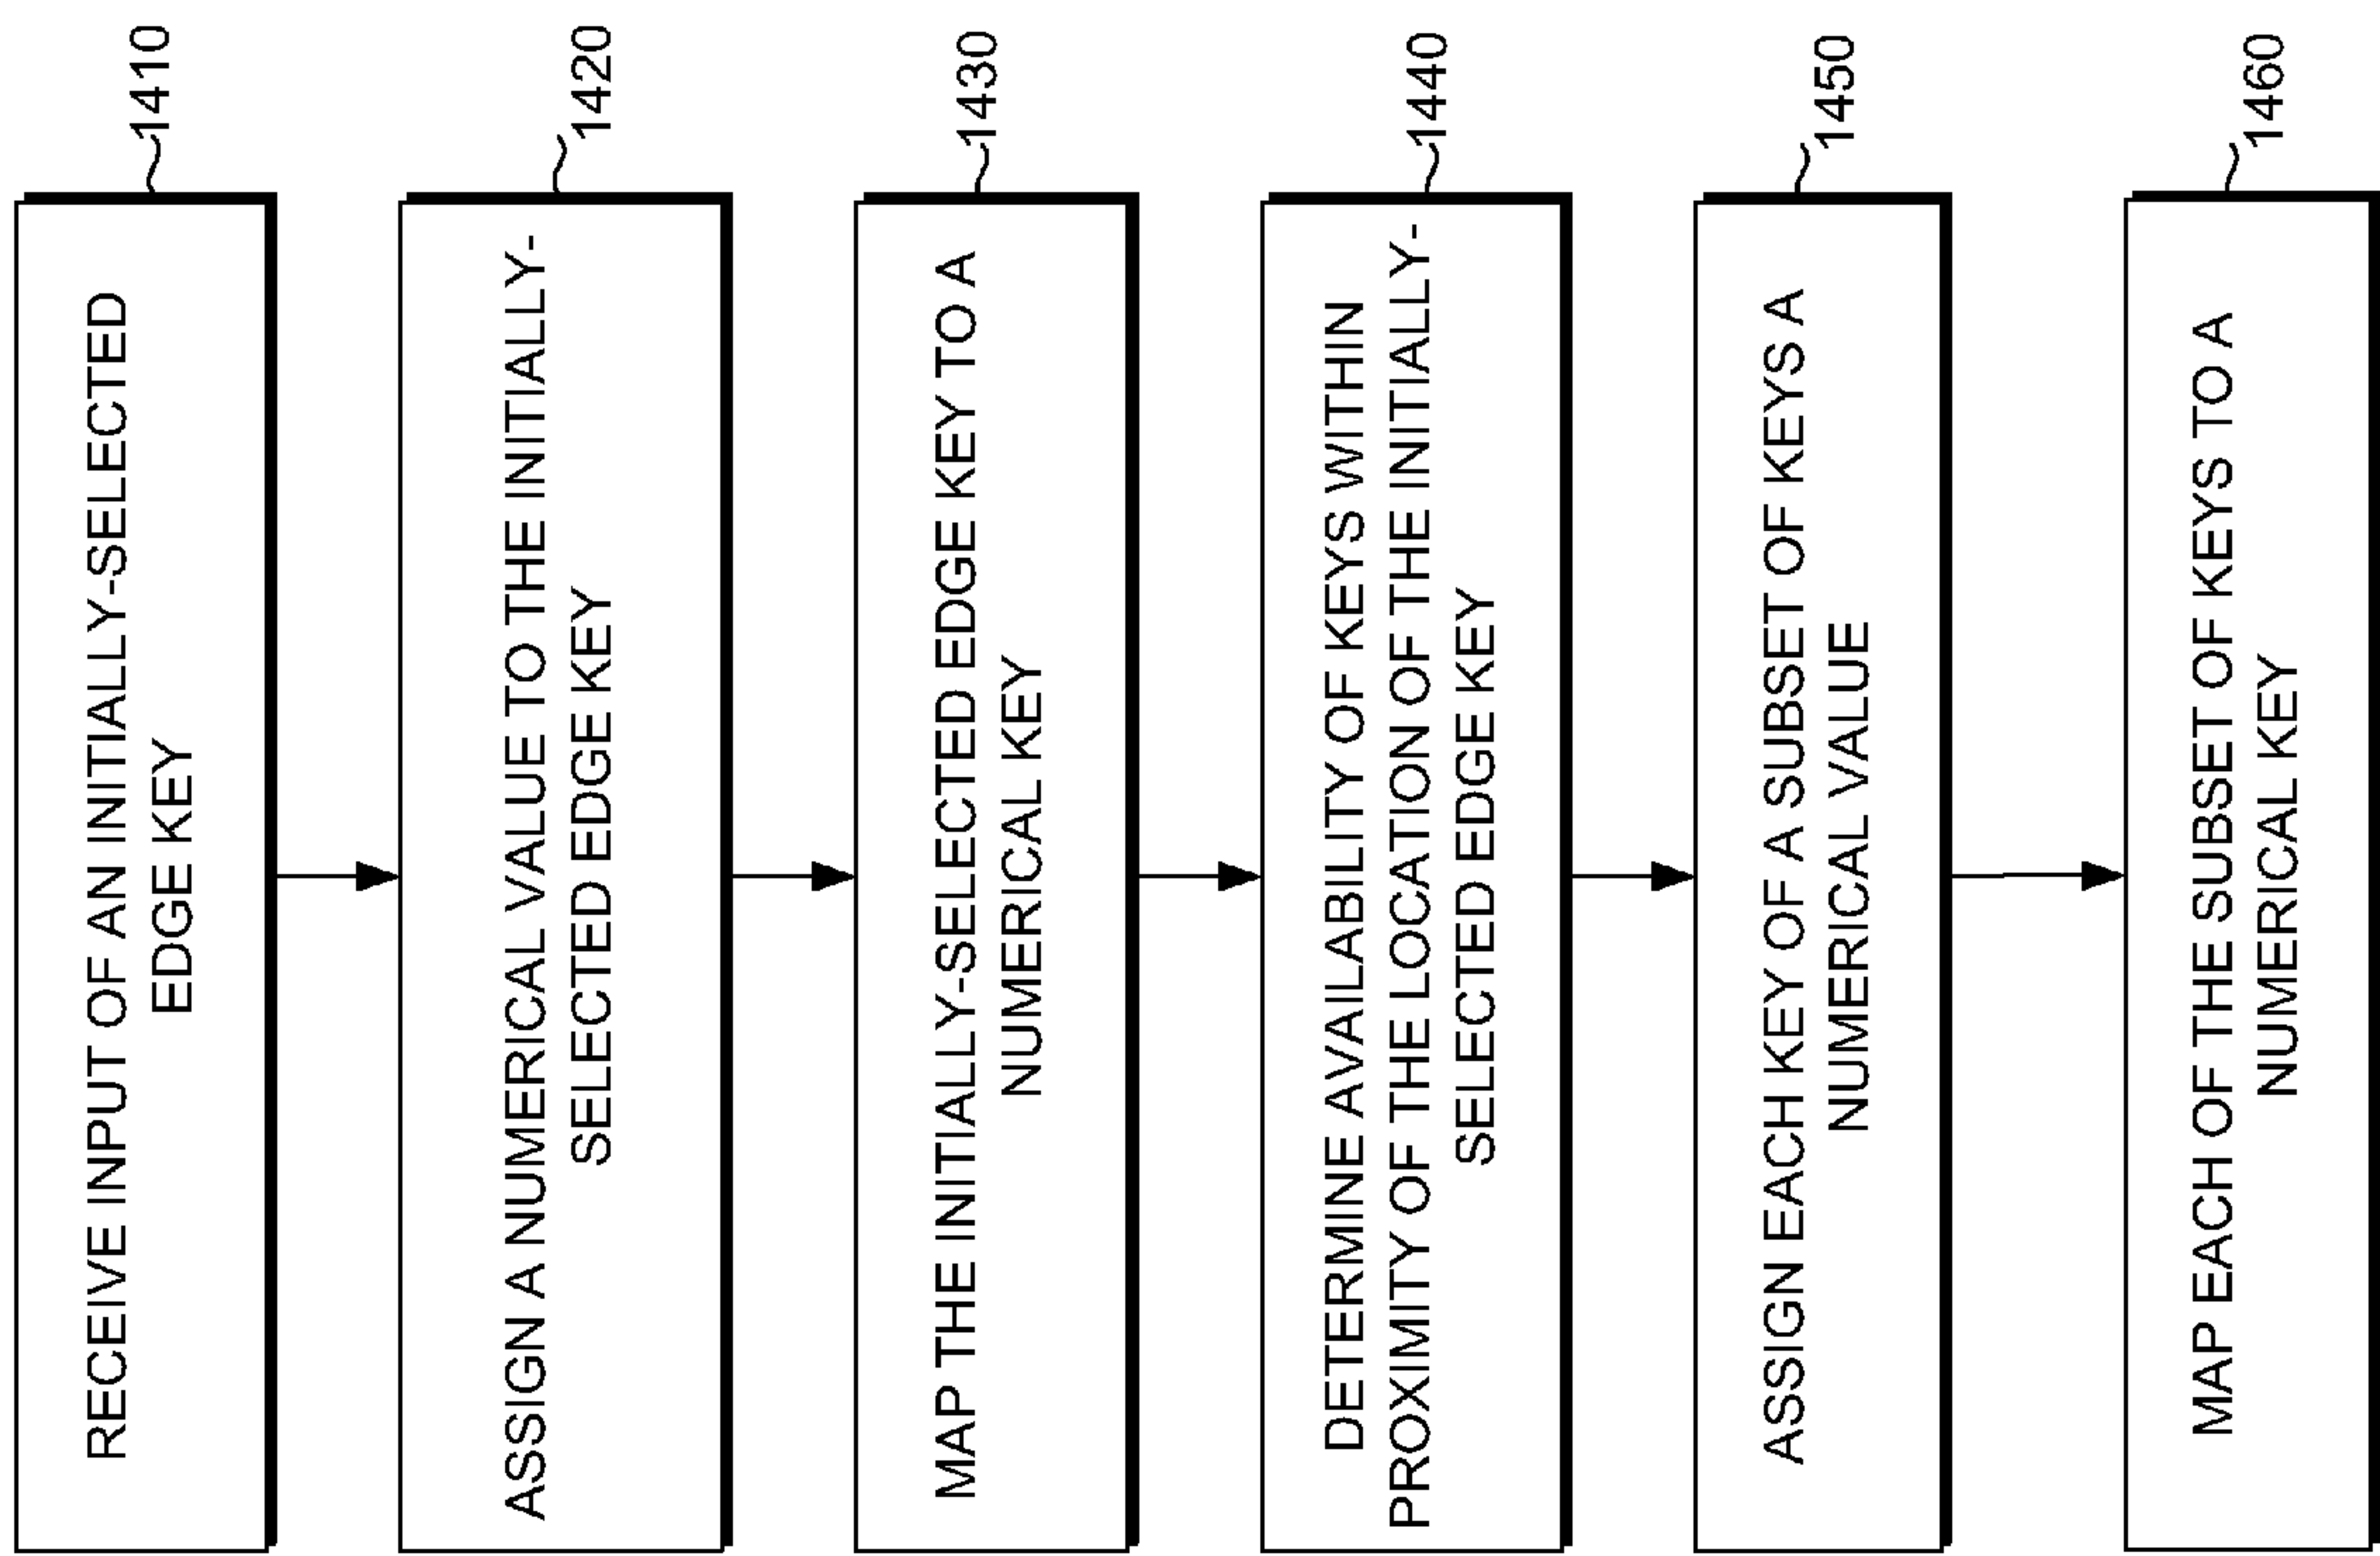 RECEIVE INPUT OF AN INITIALLY-SELECTED
EDGE KEY
1410
ASSIGN A NUMERICAL VALUE TO THE INITIALLY-
SELECTED EDGE KEY
1420
MAP THE INITIALLY-SELECTED EDGE KEY TO A
NUMERICAL KEY
1430
DETERMINE AVAILABILITY OF KEYS WITHIN
PROXIMITY OF THE LOCATION OF THE INITIALLY-
SELECTED EDGE KEY
1440
ASSIGN EACH KEY OF A SUBSET OF KEYS A
NUMERICAL VALUE
1450
MAP EACH OF THE SUBSET OF KEYS TO A
NUMERICAL KEY
1460